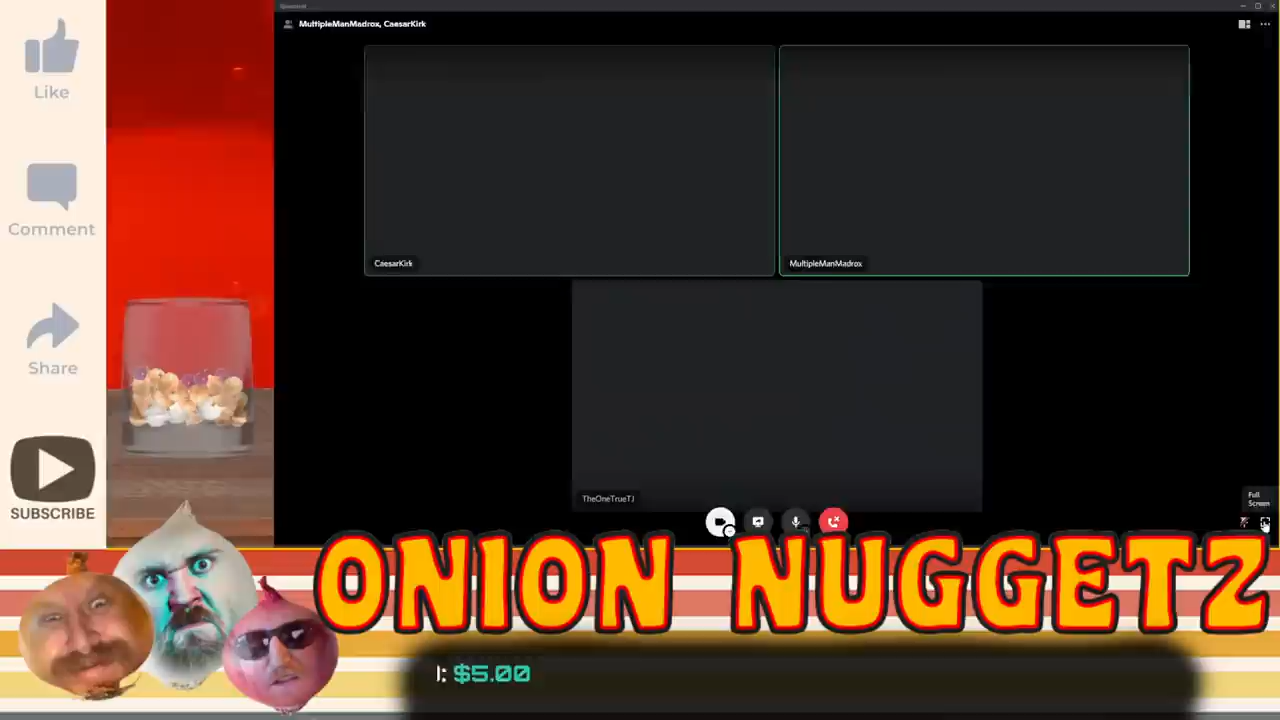 MultipleManMadrox, CaesarKirk
Like
Comment
Share
SUBSCRIBE
CaesarKirk
MultipleManMadrox
TheOneTrueTJ
Full
Screen
ONION NUGGETZ
$5.00